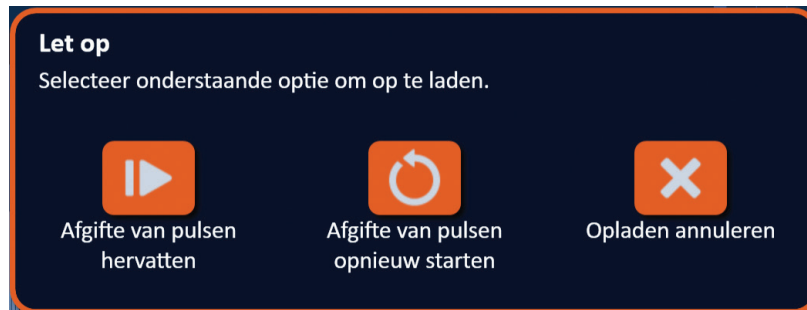 Let op
Selecteer onderstaande optie om op te laden.
Afgifte van pulsen
hervatten
Afgifte van pulsen
opnieuw starten
Opladen annuleren